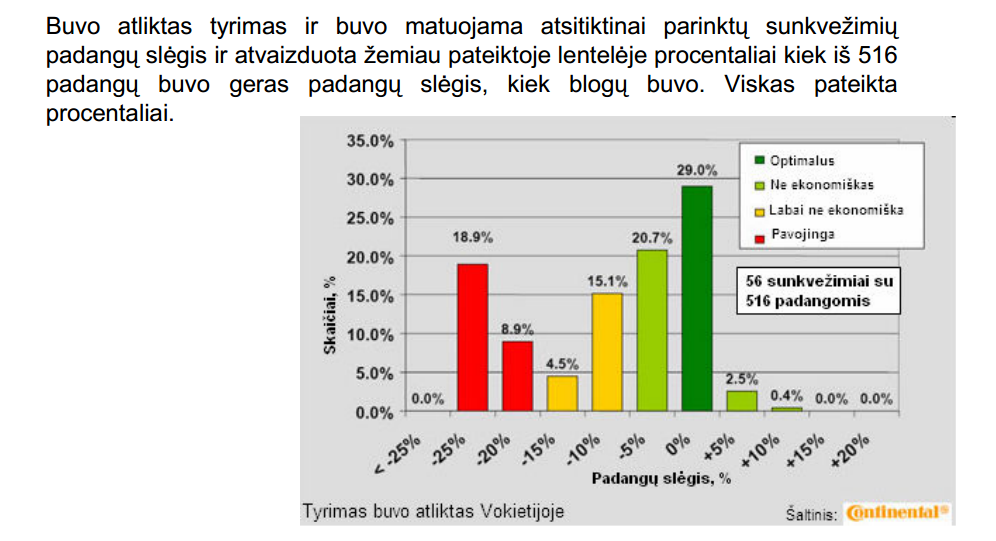 Buvo atliktas tyrimas ir buvo matuojama atsitiktinai parinktų sunkvežimių
padangų slėgis ir atvaizduota žemiau pateiktoje lentelėje procentaliai kiek iš 516
padangų buvo geras padangų slėgis, kiek blogų buvo. Viskas pateikta
procentaliai.
35.0%
30.0%
25.0%
20.0%
15.0%
10.0%
5.0%
0.0%
Skaičiai, %
0.0%
18.9%
8.9%
4.5%
15.1%
20.7%
29.0%
2.5%
0.4%
0.0%
0.0%
Optimalus
Ne ekonomiškas
Labai ne ekonomiška
Pavojinga
56 sunkvežimiai su
516 padangomis
< -25%
-25%
-20%
-15%
-10%
-5%
0%
+5%
+10%
+15%
+20%
Padangų slėgis, %
Tyrimas buvo atliktas Vokietijoje
Šaltinis: Continental®